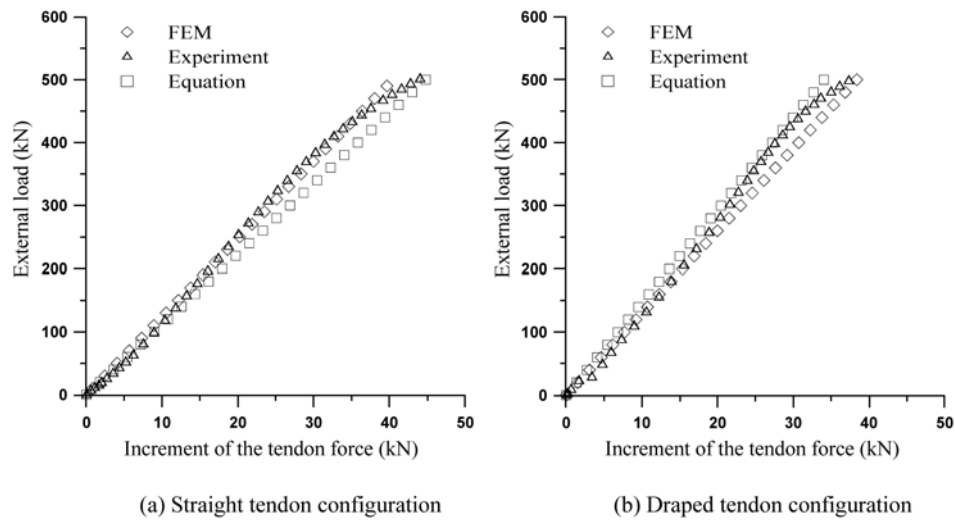 600
500
400
300
200
100
0
External load (kN)
FEM
Experiment
Equation
0 10 20 30 40 50
Increment of the tendon force (kN)
(a) Straight tendon configuration
600
500
400
300
200
100
0
External load (kN)
FEM
Experiment
Equation
0 10 20 30 40 50
Increment of the tendon force (kN)
(b) Draped tendon configuration